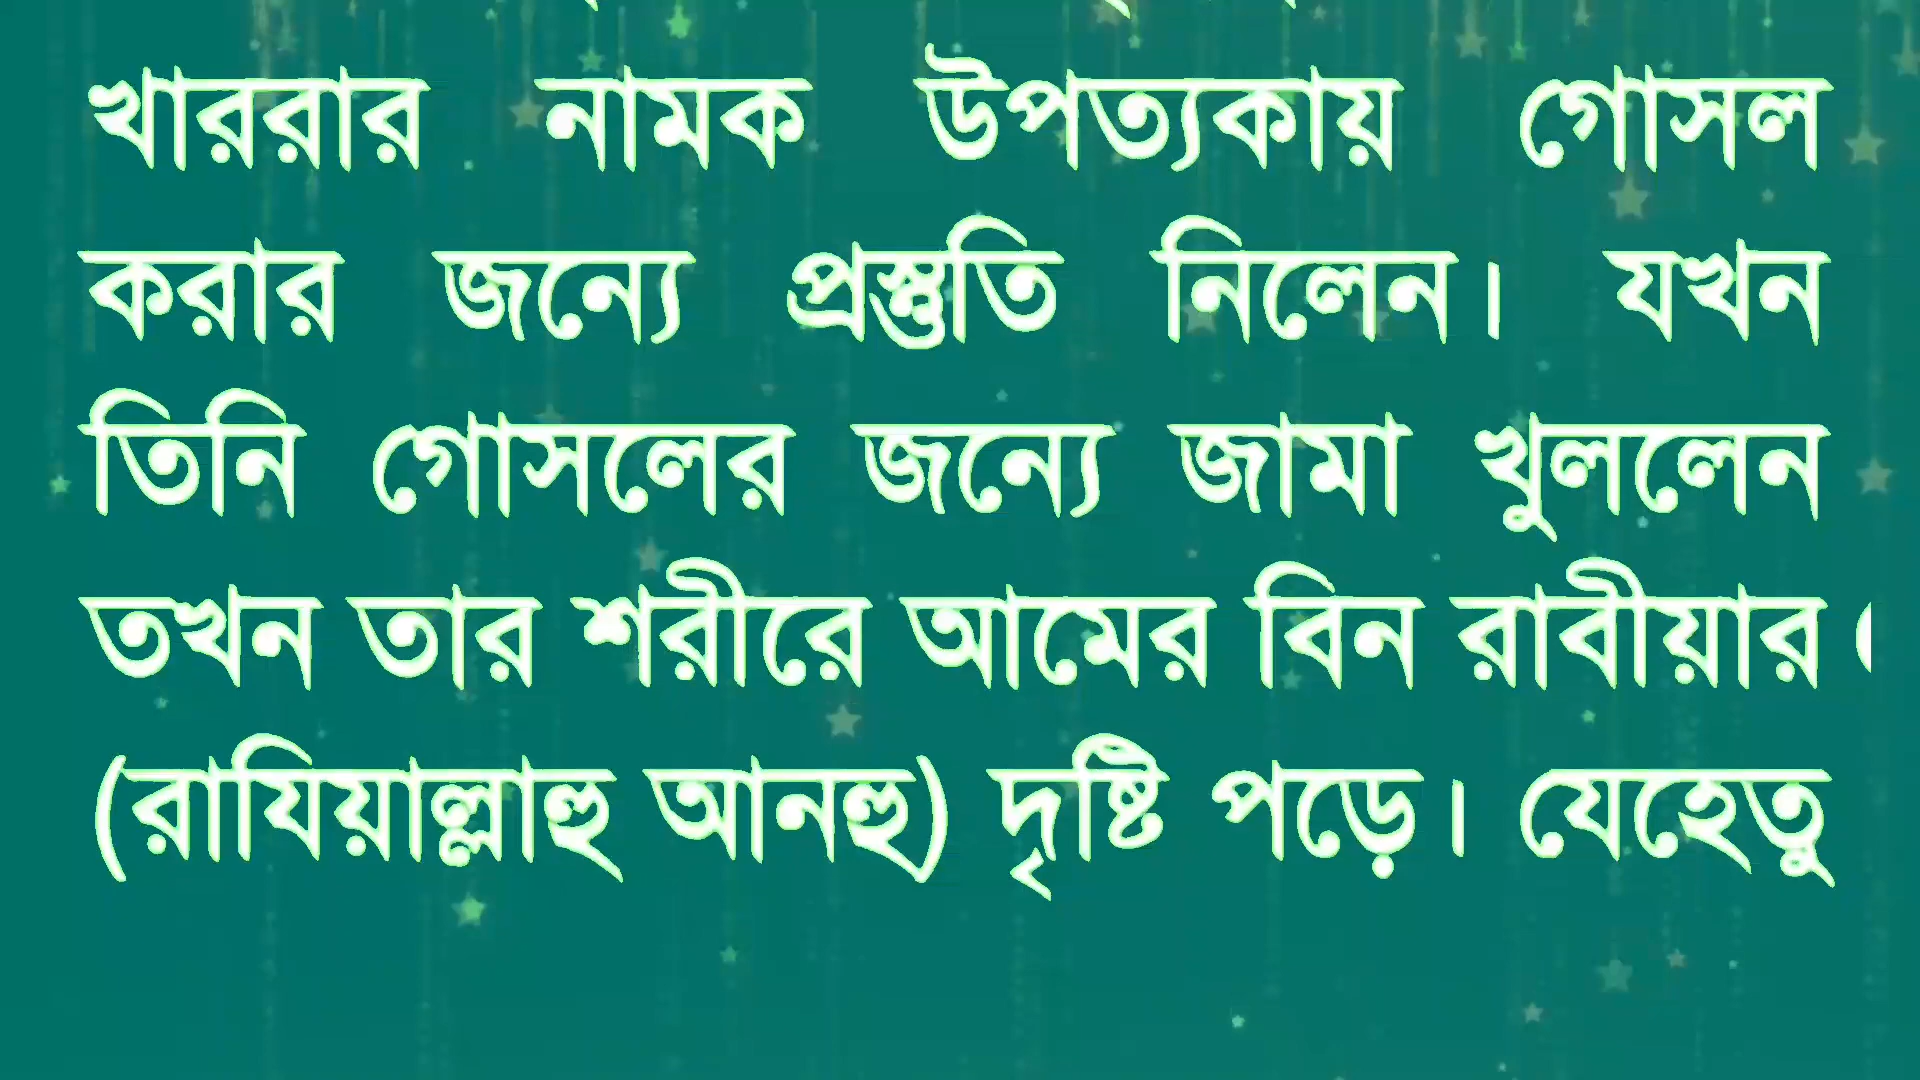 খাররার নামক উপত্যকায় গোসল
করার জন্যে প্রস্তুতি নিলেন। যখন
তিনি গোসলের জন্যে জামা খুললেন
তখন তার শরীরে আমের বিন রাবীয়ার (
(রাযিয়াল্লাহু আনহু) দৃষ্টি পড়ে। যেহেতু